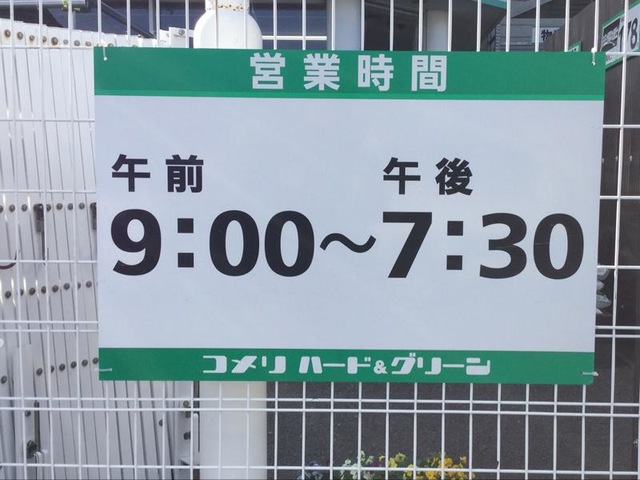 営業時間
午前 午後
9:00～7:30
コメリ ハード&グリーン